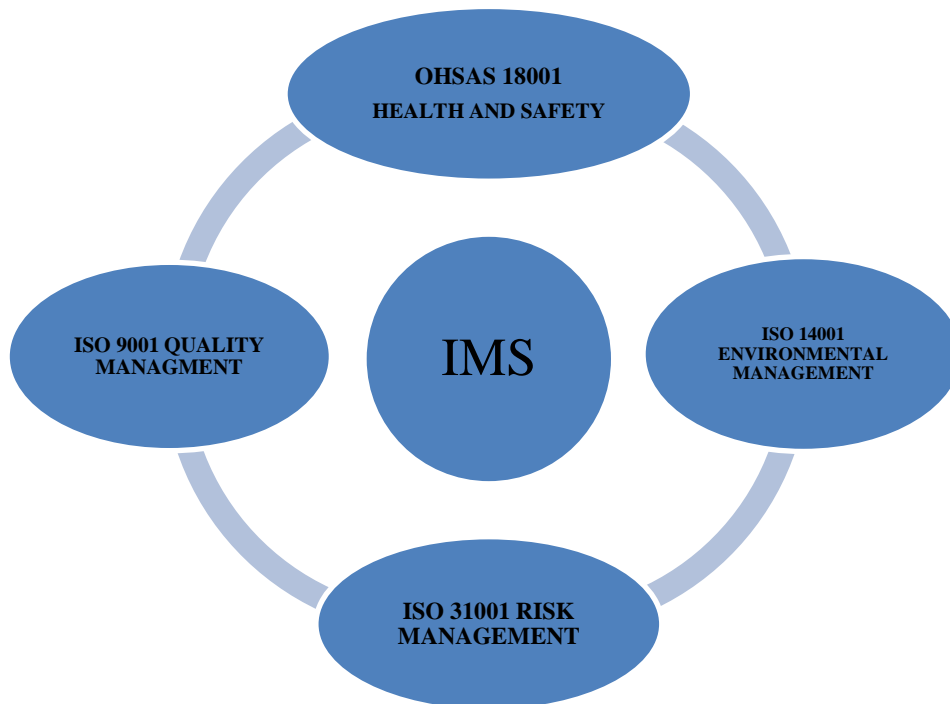 OHSAS 18001
HEALTH AND SAFETY
ISO 9001 QUALITY
MANAGMENT
IMS
ISO 14001
ENVIRONMENTAL
MANAGEMENT
ISO 31001 RISK
MANAGEMENT